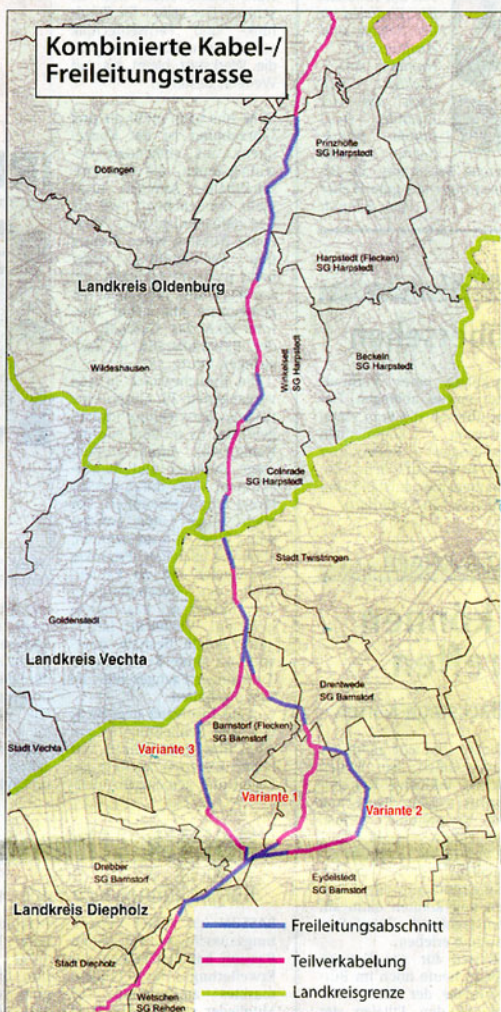 Kombinierte Kabel-/
Freileitungstrasse
Prinzhöfte
SG Harpstedt
Dötlingen
Harpstedt (Flecken)
SG Harpstedt
Landkreis Oldenburg
Winkelsett
SG Harpstedt
Beckeln
SG Harpstedt
Wildeshausen
Colnrade
SG Harpstedt
Stadt Twistringen
Goldenstedt
Landkreis Vechta
Drentwede
SG Barnstorf
Barnstorf (Flecken)
SG Barnstorf
Stadt Vechta
Variante 3
Variante 1
Variante 2
Drebber
SG Barnstorf
Eydelstedt
SG Barnstorf
Landkreis Diepholz
Freileitungsabschnitt
Stadt Diepholz
Teilverkabelung
Wetschen
SG Rehden
Landkreisgrenze